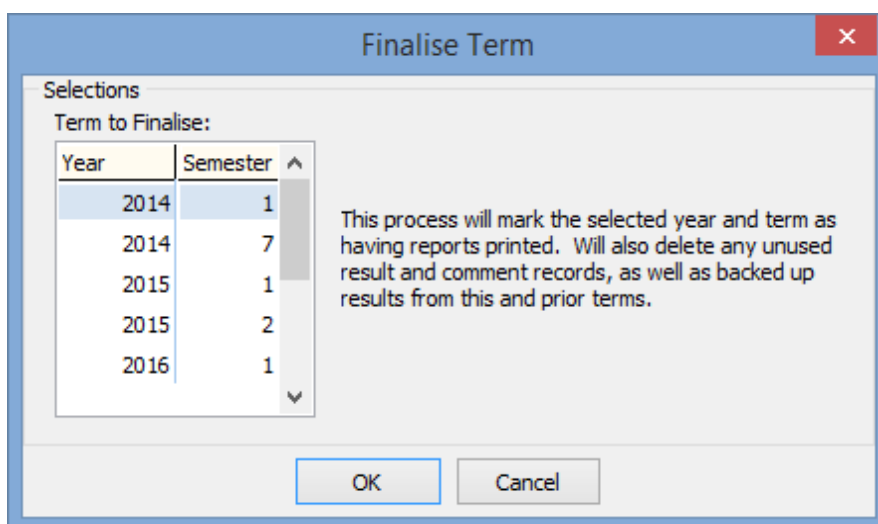 Finalise Term
Selections
Term to Finalise:
Year Semester
2014 1
2014 7
2015 1
2015 2
2016 1
This process will mark the selected year and term as
having reports printed. Will also delete any unused
result and comment records, as well as backed up
results from this and prior terms.
OK Cancel